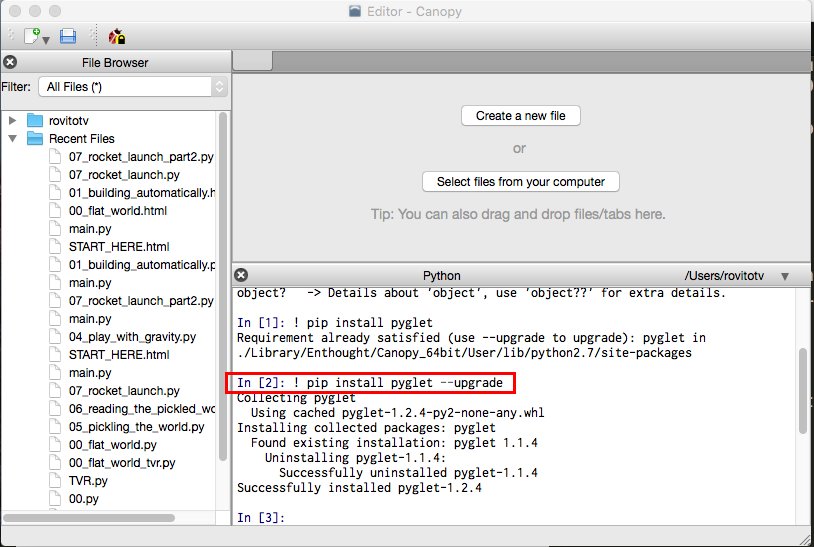 Editor - Canopy
File Browser
Filter: All Files (*)
rovitotv
Recent Files
07_rocket_launch_part2.py
07_rocket_launch.py
01_building_automatically.h
00_flat_world.html
main.py
START_HERE.html
01_building_automatically.p
main.py
07_rocket_launch_part2.py
main.py
04_play_with_gravity.py
START_HERE.html
main.py
07_rocket_launch.py
06_reading_the_pickled_wo
05_pickling_the_world.py
00_flat_world.py
00_flat_world_tvr.py
TVR.py
00.py
Create a new file
or
Select files from your computer
Tip: You can also drag and drop files/tabs here.
Python /Users/rovitotv
object? -> Details about 'object', use 'object??' for extra details.
In [1]: ! pip install pyglet
Requirement already satisfied (use --upgrade to upgrade): pyglet in
./Library/Enthought/Canopy_64bit/User/lib/python2.7/site-packages
In [2]: ! pip install pyglet --upgrade
Collecting pyglet
Using cached pyglet-1.2.4-py2-none-any.whl
Installing collected packages: pyglet
Found existing installation: pyglet 1.1.4
Uninstalling pyglet-1.1.4:
Successfully uninstalled pyglet-1.1.4
Successfully installed pyglet-1.2.4
In [3]: